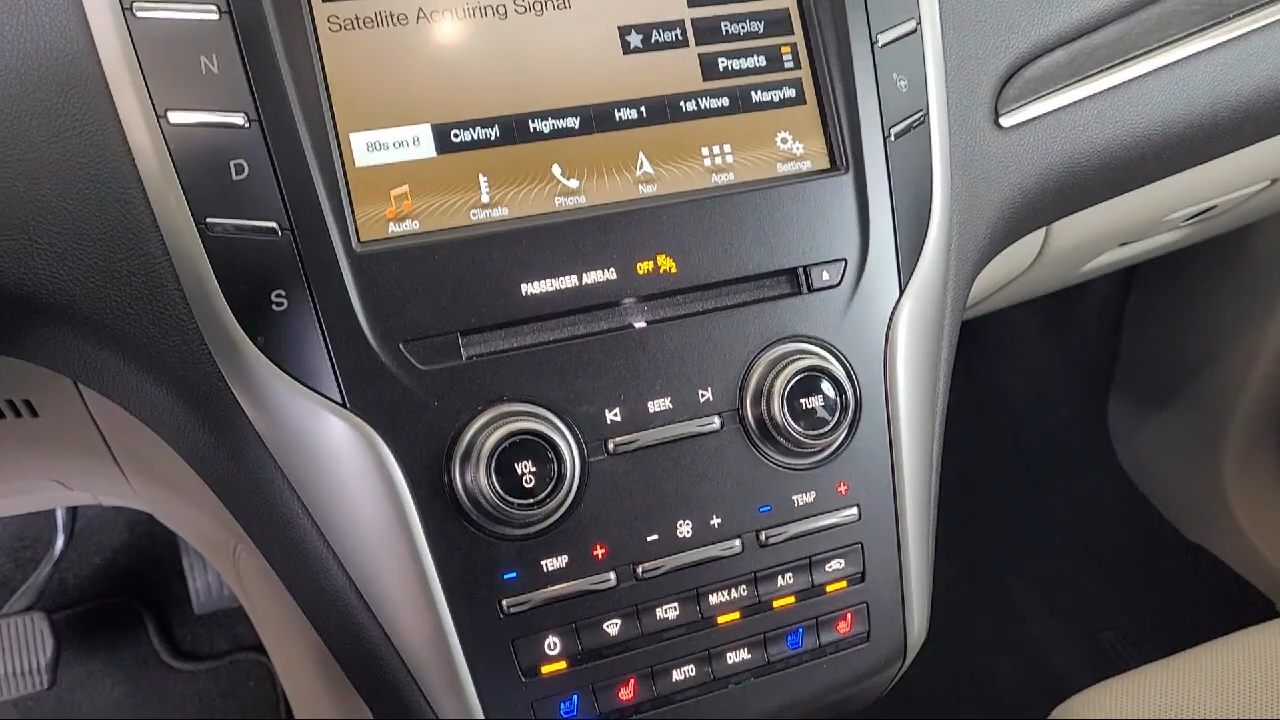 Satellite Acquiring Signal
Alert
Replay
Presets
80s on 8
ClsVinyl
Highway
Hits 1
1st Wave
Margvlle
Audio
Climate
Phone
Nav
Apps
Settings
N
D
S
PASSENGER AIRBAG OFF
SEEK
TUNE
VOL
TEMP
TEMP
R
MAX A/C
A/C
AUTO
DUAL
A/C
A/C